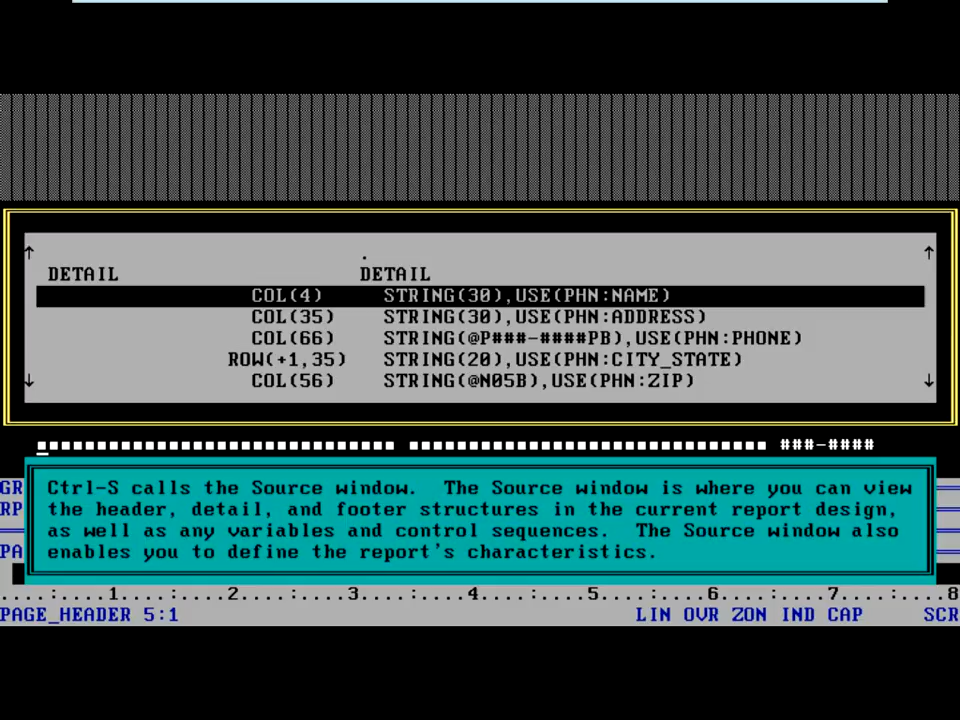 ↑ . ↑
DETAIL DETAIL
COL(4) STRING(30),USE(PHN:NAME)
COL(35) STRING(30),USE(PHN:ADDRESS)
COL(66) STRING(@P###-####PB),USE(PHN:PHONE)
ROW(+1,35) STRING(20),USE(PHN:CITY_STATE)
↓ COL(56) STRING(@N05B),USE(PHN:ZIP) ↓
###-####
GR
Ctrl-S calls the Source window. The Source window is where you can view
RP
the header, detail, and footer structures in the current report design,
as well as any variables and control sequences. The Source window also
PA
enables you to define the report's characteristics.
....:....1....:....2....:....3....:....4....:....5....:....6....:....7....:....8
PAGE_HEADER 5:1 LIN OVR ZON IND CAP SCR